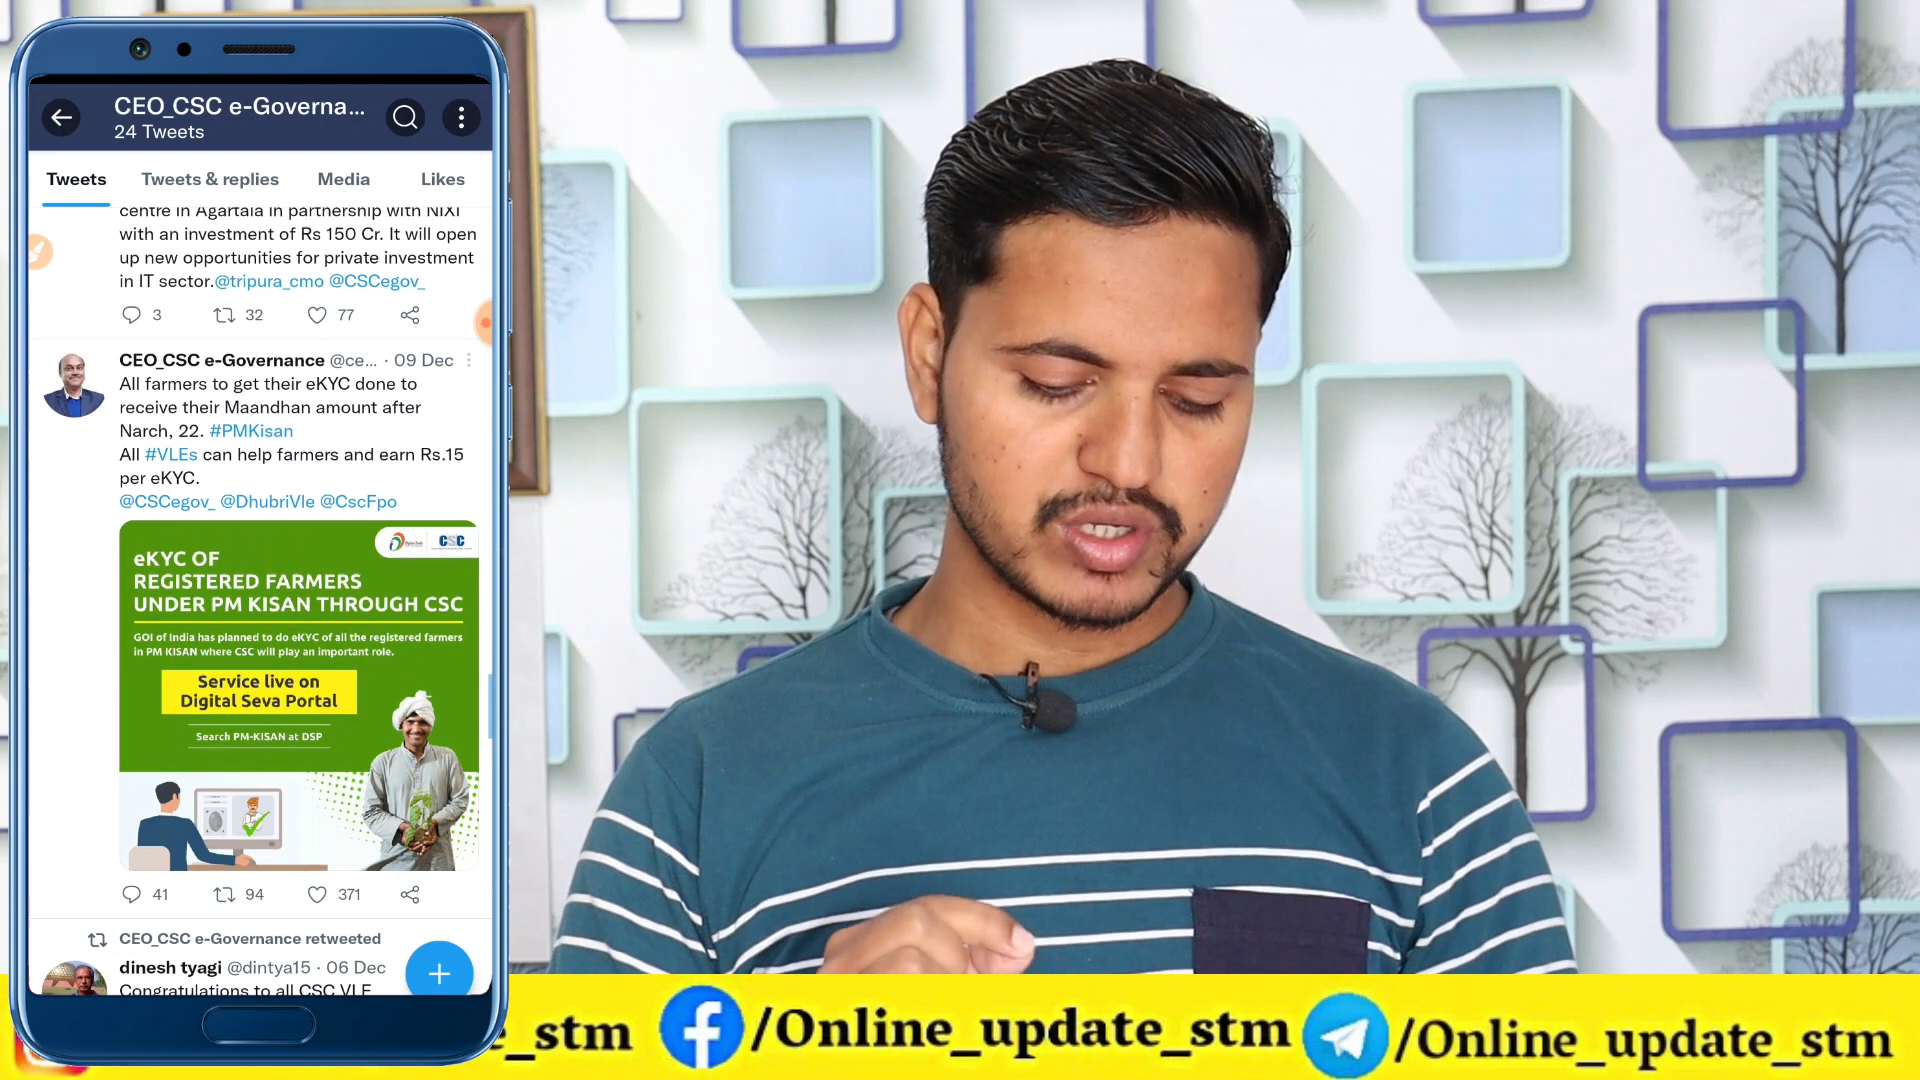 CEO_CSC e-Governa...
24 Tweets
Tweets Tweets & replies Media Likes
centre in Agartala in partnership with NIXI
with an investment of Rs 150 Cr. It will open
up new opportunities for private investment
in IT sector.@tripura_cmo @CSCegov_
3 32 77
CEO_CSC e-Governance @ce... · 09 Dec
All farmers to get their eKYC done to
receive their Maandhan amount after
Narch, 22. #PMKisan
All #VLEs can help farmers and earn Rs.15
per eKYC.
@CSCegov_ @DhubriVle @CscFpo
CSC
eKYC OF
REGISTERED FARMERS
UNDER PM KISAN THROUGH CSC
GOI of India has planned to do eKYC of all the registered farmers
in PM KISAN where CSC will play an important role.
Service live on
Digital Seva Portal
Search PM-KISAN at DSP
41 94 371
CEO_CSC e-Governance retweeted
dinesh tyagi @dintya15 · 06 Dec
Congratulations to all CSC VLE
e_stm /Online_update_stm /Online_update_stm